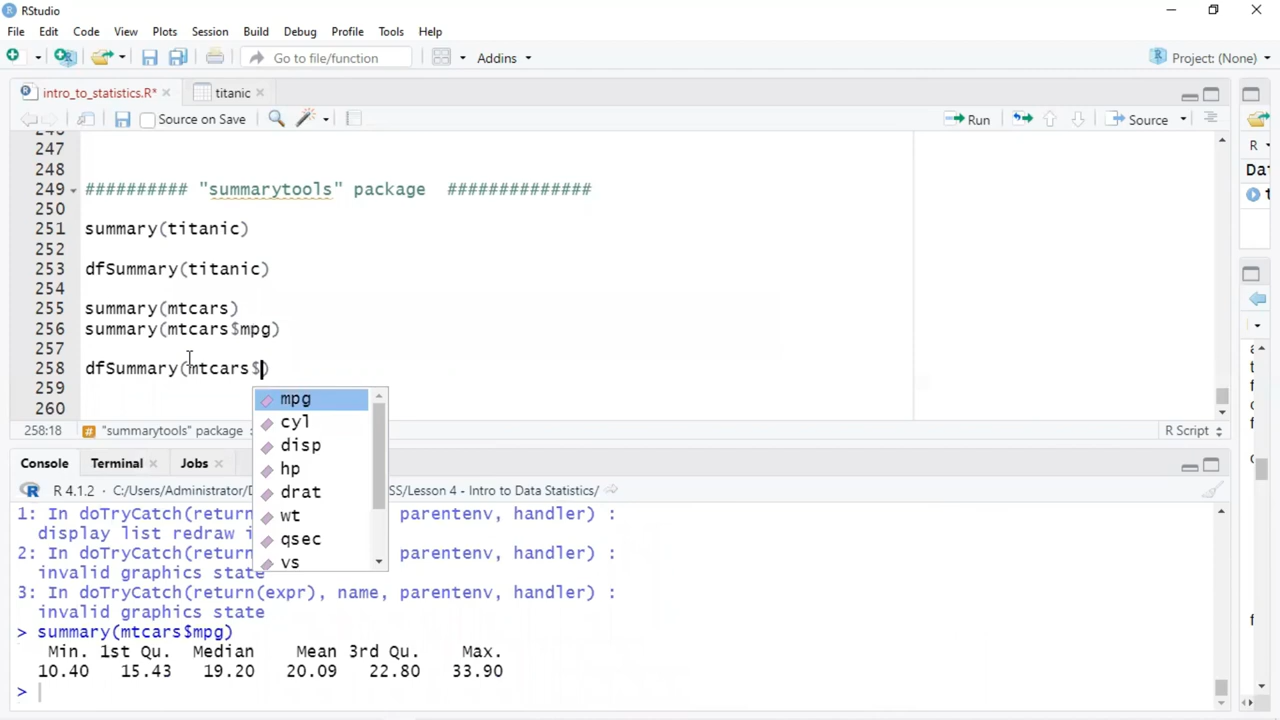 RStudio
File Edit Code View Plots Session Build Debug Profile Tools Help
Go to file/function Addins Project: (None)
intro_to_statistics.R* titanic
Source on Save Run Source
247
248
249 ########## "summarytools" package ##############
250
251 summary(titanic)
252
253 dfSummary(titanic)
254
255 summary(mtcars)
256 summary(mtcars$mpg)
257
258 dfSummary(mtcars$)
259
260
mpg
cyl
disp
hp
drat
wt
qsec
vs
258:18 "summarytools" package R Script
Console Terminal Jobs
R 4.1.2 · C:/Users/Administrator/D SS/Lesson 4 - Intro to Data Statistics/
1: In doTryCatch(return parentenv, handler) :
display list redraw i
2: In doTryCatch(return parentenv, handler) :
invalid graphics state
3: In doTryCatch(return(expr), name, parentenv, handler) :
invalid graphics state
> summary(mtcars$mpg)
Min. 1st Qu. Median Mean 3rd Qu. Max.
10.40 15.43 19.20 20.09 22.80 33.90
>
R
Dat